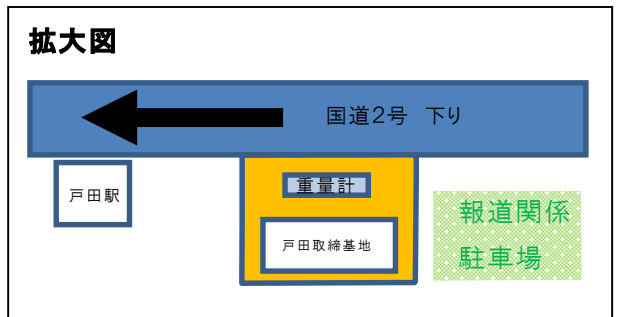 拡大図
国道2号 下り
戸田駅
重量計
戸田取締基地
報道関係
駐車場